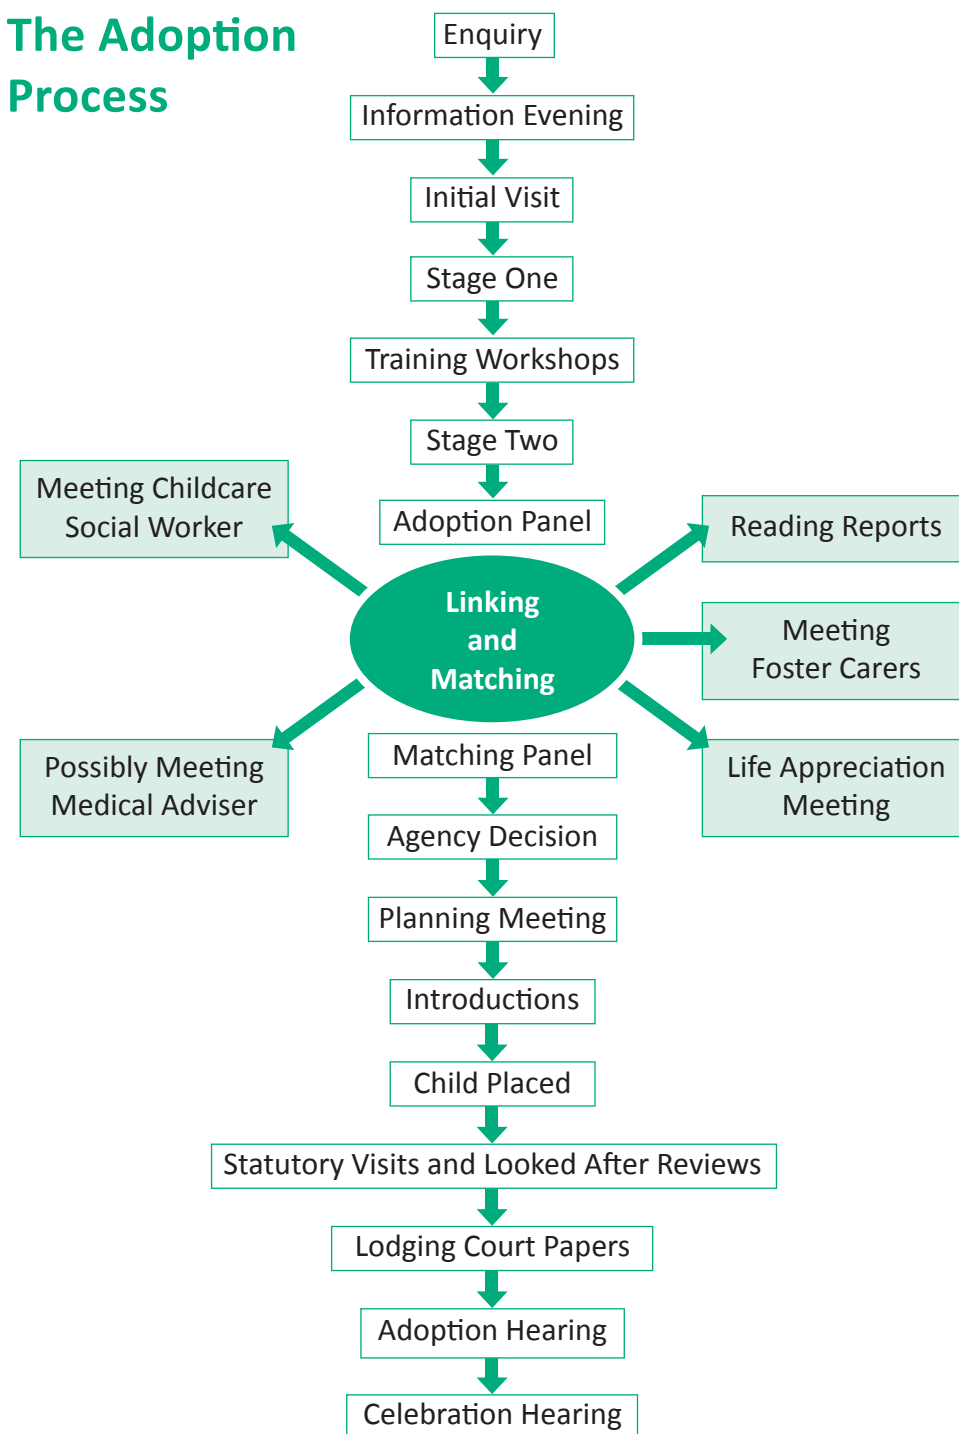 The Adoption
Process
Enquiry
Information Evening
Initial Visit
Stage One
Training Workshops
Stage Two
Adoption Panel
Meeting Childcare
Social Worker
Reading Reports
Linking
and
Matching
Meeting
Foster Carers
Possibly Meeting
Medical Adviser
Life Appreciation
Meeting
Matching Panel
Agency Decision
Planning Meeting
Introductions
Child Placed
Statutory Visits and Looked After Reviews
Lodging Court Papers
Adoption Hearing
Celebration Hearing